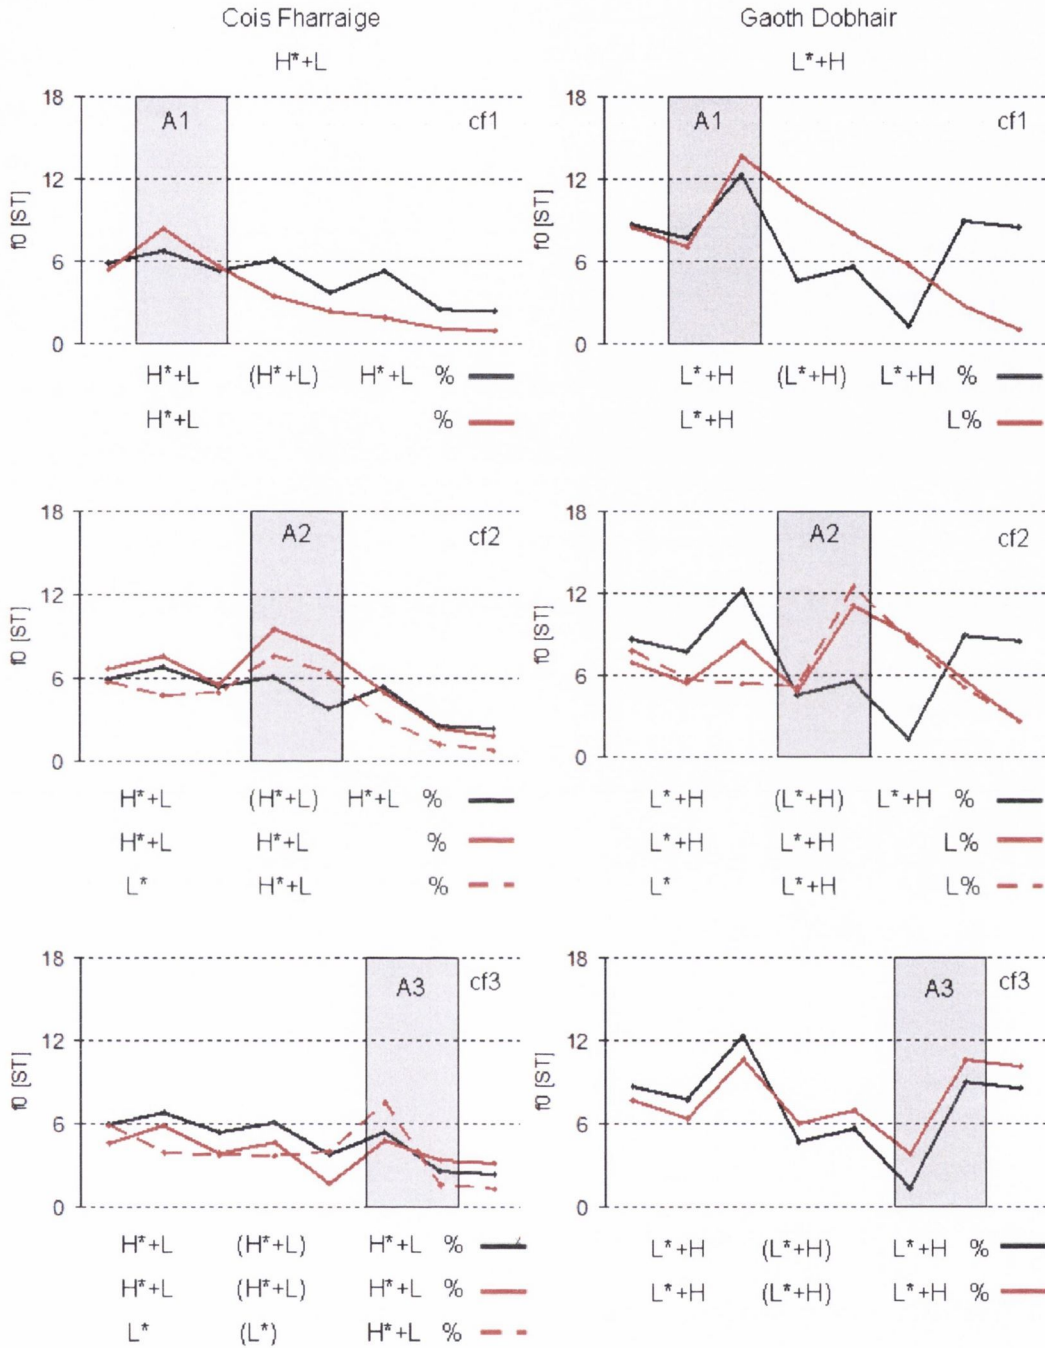 Cois Fharraige
H*+L
18
12
6
0
f0 [ST]
A1
cf1
H*+L (H*+L) H*+L %
H*+L %
18
12
6
0
f0 [ST]
A2
cf2
H*+L (H*+L) H*+L %
H*+L H*+L %
L* H*+L %
18
12
6
0
f0 [ST]
A3
cf3
H*+L (H*+L) H*+L %
H*+L (H*+L) H*+L %
L* (L*) H*+L %
Gaoth Dobhair
L*+H
18
12
6
0
f0 [ST]
A1
cf1
L*+H (L*+H) L*+H %
L*+H L%
18
12
6
0
f0 [ST]
A2
cf2
L*+H (L*+H) L*+H %
L*+H L*+H L%
L* L*+H L%
18
12
6
0
f0 [ST]
A3
cf3
L*+H (L*+H) L*+H %
L*+H (L*+H) L*+H %